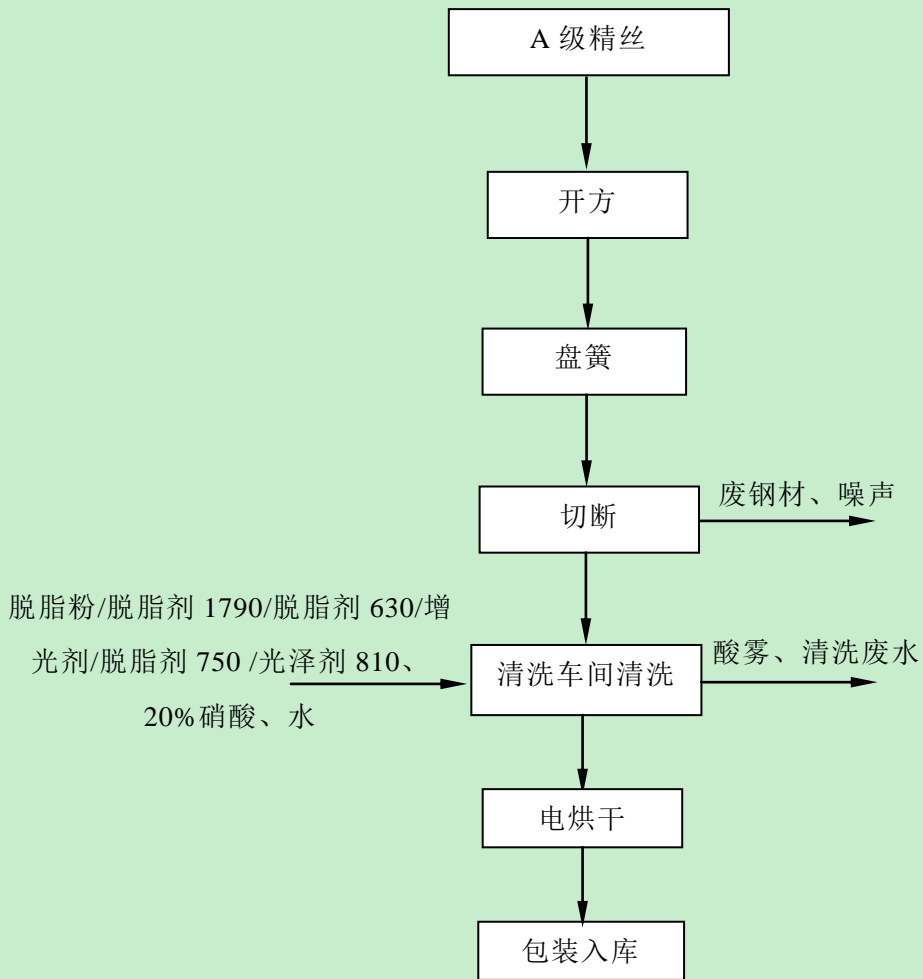 A 级精丝
开方
盘簧
切断
废钢材、噪声
脱脂粉/脱脂剂 1790/脱脂剂 630/增
光剂/脱脂剂 750 /光泽剂 810、
20%硝酸、水
清洗车间清洗
酸雾、清洗废水
电烘干
包装入库